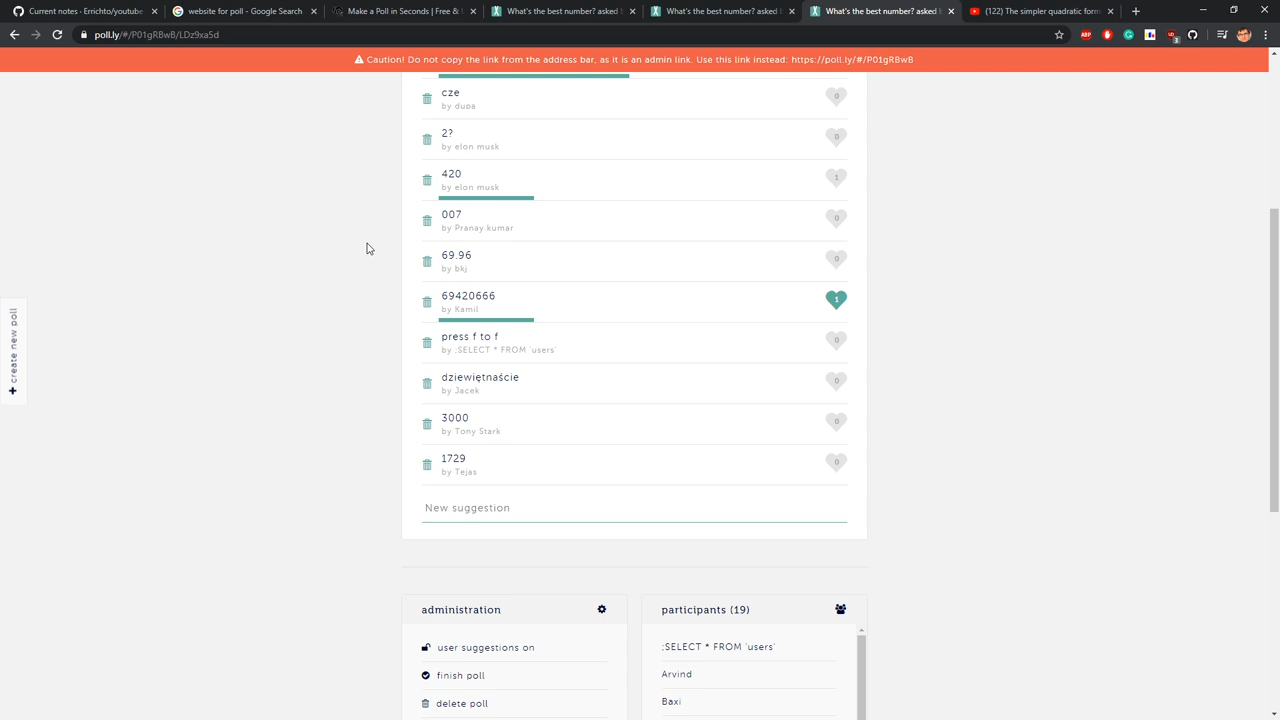 Current notes · Errichto/youtube
website for poll - Google Search
Make a Poll in Seconds | Free &
What's the best number? asked
What's the best number? asked b
What's the best number? asked b
(122) The simpler quadratic form
poll.ly/#/P01gRBwB/LDz9xa5d
Caution! Do not copy the link from the address bar, as it is an admin link. Use this link instead: https://poll.ly/#/P01gRBwB
cze
0
by dupa
2?
0
by elon musk
420
1
by elon musk
007
0
by Pranay kumar
69.96
0
by bkj
69420666
1
by Kamil
press f to f
0
by ;SELECT * FROM 'users'
dziewiętnaście
0
by Jacek
3000
0
by Tony Stark
1729
0
by Tejas
New suggestion
+ create new poll
administration
participants (19)
user suggestions on
;SELECT * FROM 'users'
finish poll
Arvind
delete poll
Baxi